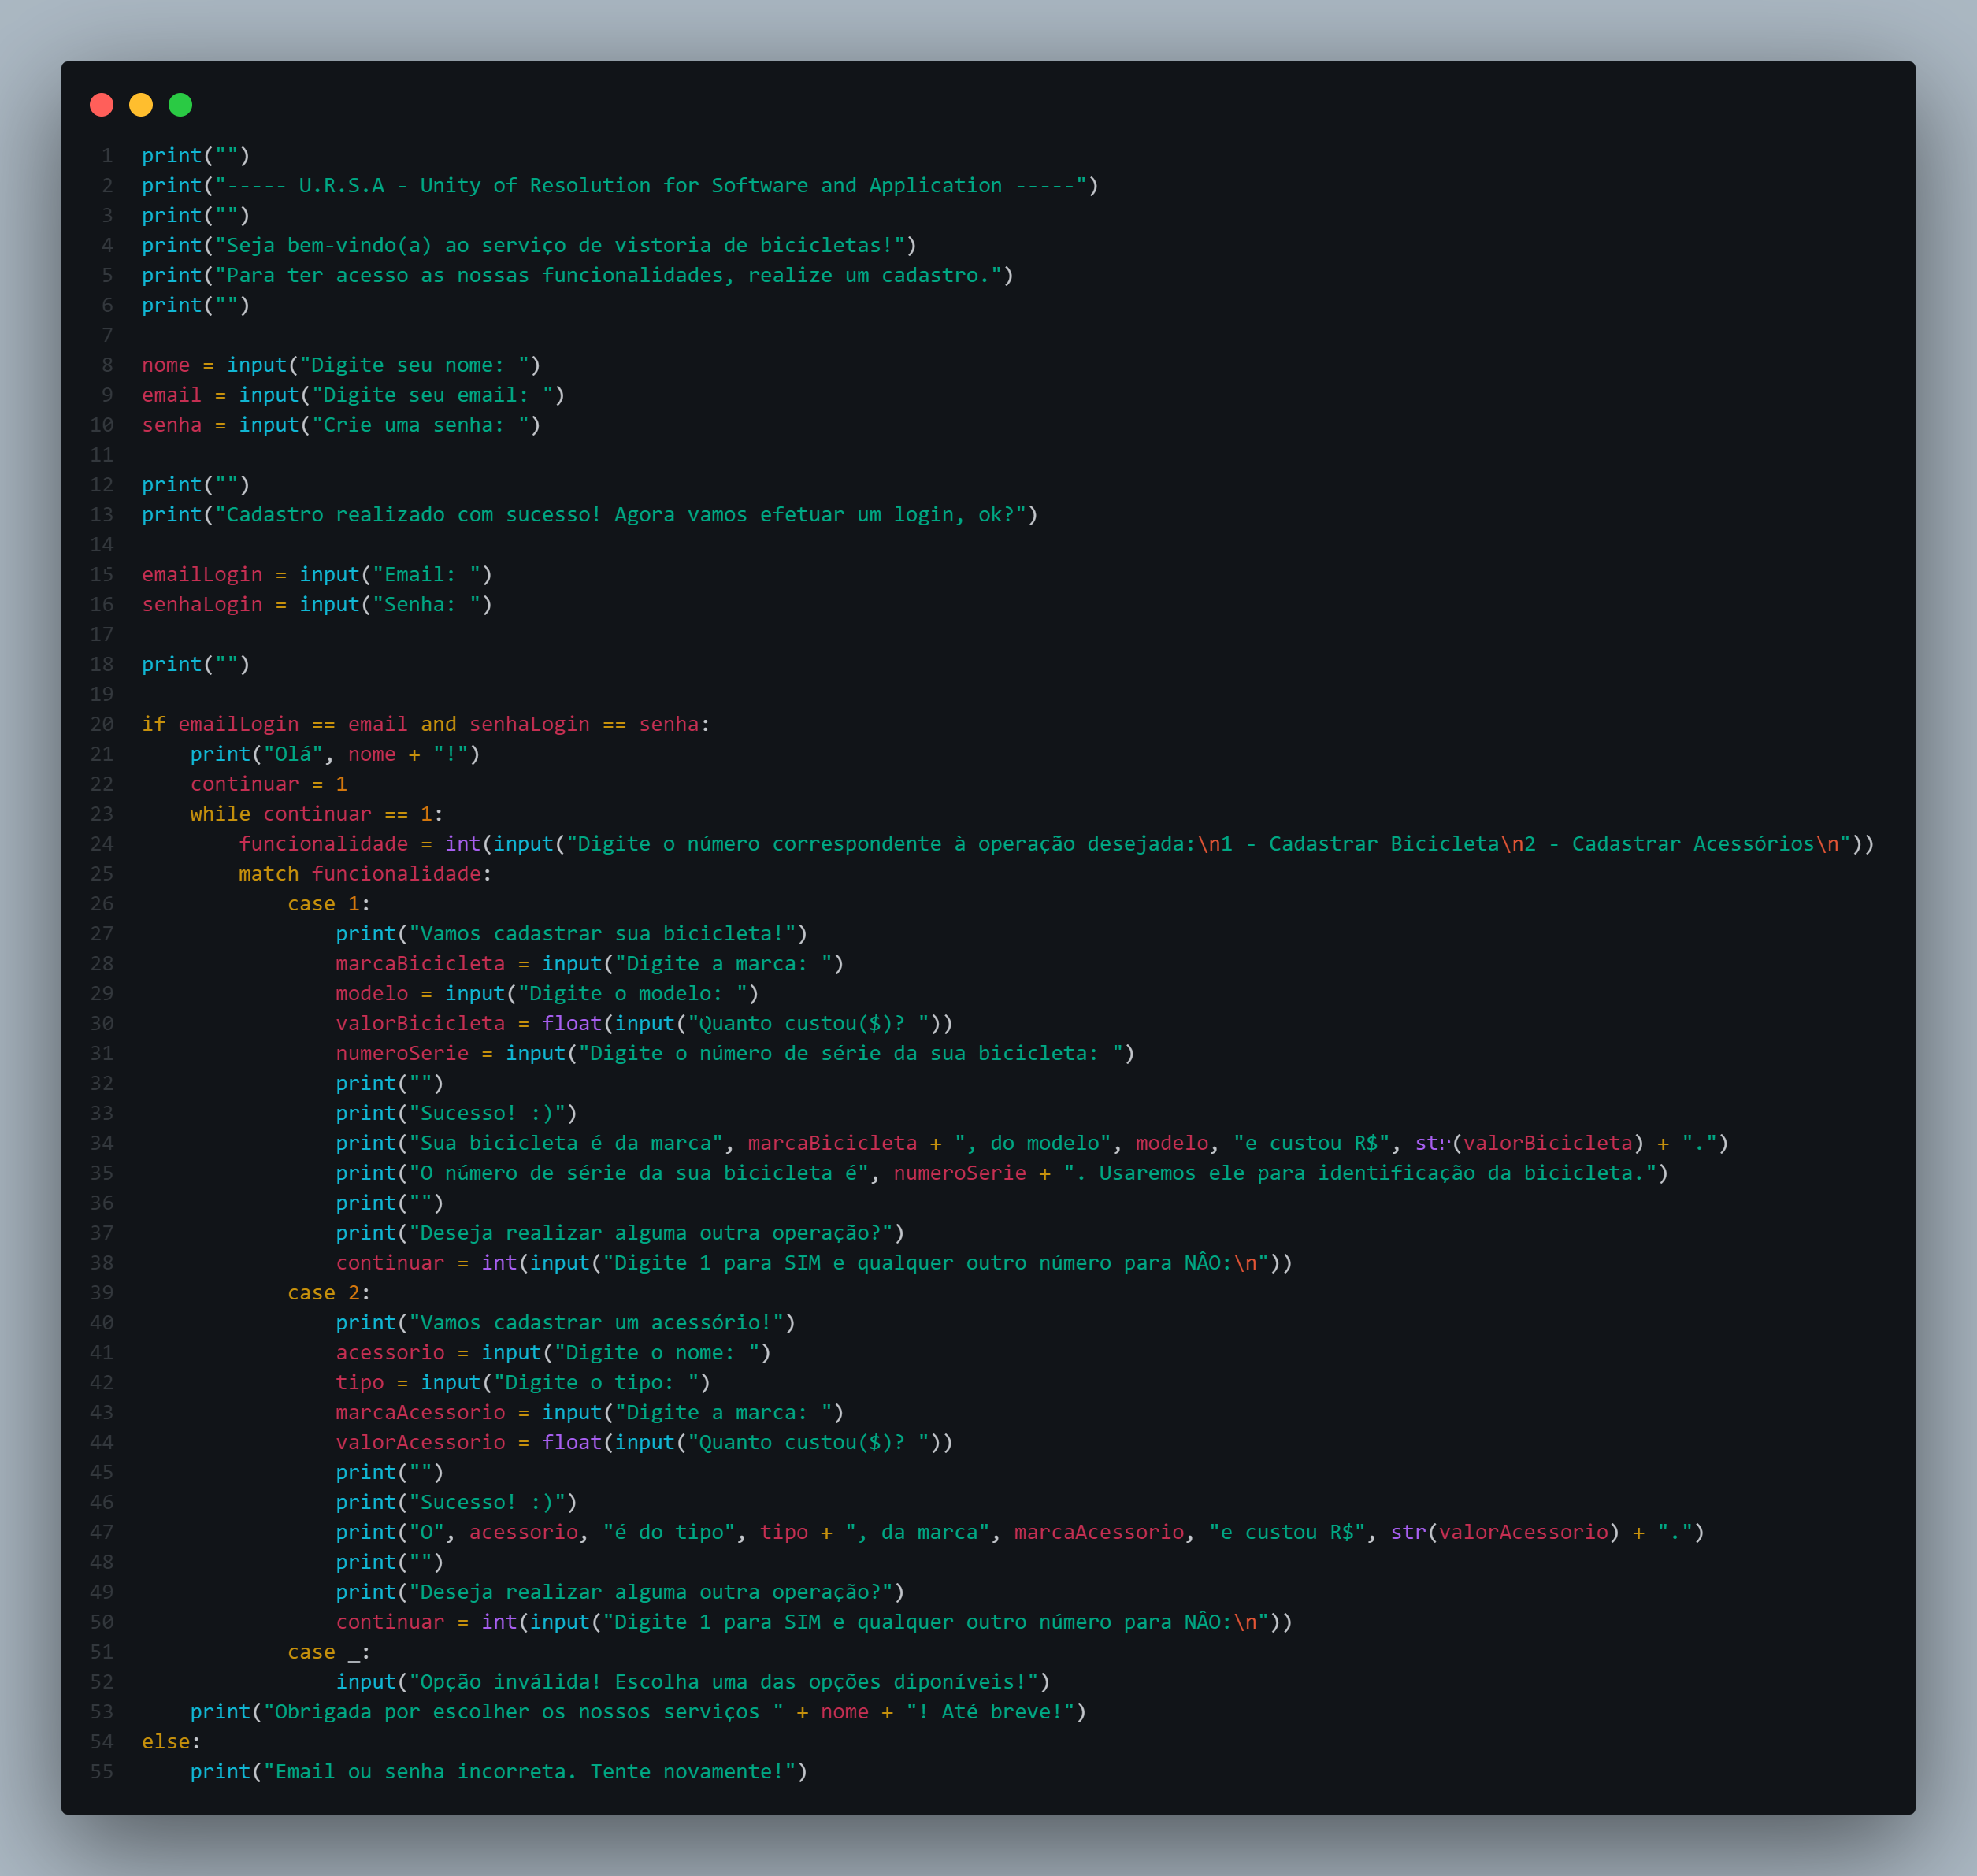 1 print("")
2 print("----- U.R.S.A - Unity of Resolution for Software and Application -----")
3 print("")
4 print("Seja bem-vindo(a) ao serviço de vistoria de bicicletas!")
5 print("Para ter acesso as nossas funcionalidades, realize um cadastro.")
6 print("")
7
8 nome = input("Digite seu nome: ")
9 email = input("Digite seu email: ")
10 senha = input("Crie uma senha: ")
11
12 print("")
13 print("Cadastro realizado com sucesso! Agora vamos efetuar um login, ok?")
14
15 emailLogin = input("Email: ")
16 senhaLogin = input("Senha: ")
17
18 print("")
19
20 if emailLogin == email and senhaLogin == senha:
21     print("Olá", nome + "!")
22     continuar = 1
23     while continuar == 1:
24         funcionalidade = int(input("Digite o número correspondente à operação desejada:\n1 - Cadastrar Bicicleta\n2 - Cadastrar Acessórios\n"))
25         match funcionalidade:
26             case 1:
27                 print("Vamos cadastrar sua bicicleta!")
28                 marcaBicicleta = input("Digite a marca: ")
29                 modelo = input("Digite o modelo: ")
30                 valorBicicleta = float(input("Quanto custou($)? "))
31                 numeroSerie = input("Digite o número de série da sua bicicleta: ")
32                 print("")
33                 print("Sucesso! :)")
34                 print("Sua bicicleta é da marca", marcaBicicleta + ", do modelo", modelo, "e custou R$", str(valorBicicleta) + ".")
35                 print("O número de série da sua bicicleta é", numeroSerie + ". Usaremos ele para identificação da bicicleta.")
36                 print("")
37                 print("Deseja realizar alguma outra operação?")
38                 continuar = int(input("Digite 1 para SIM e qualquer outro número para NÂO:\n"))
39             case 2:
40                 print("Vamos cadastrar um acessório!")
41                 acessorio = input("Digite o nome: ")
42                 tipo = input("Digite o tipo: ")
43                 marcaAcessorio = input("Digite a marca: ")
44                 valorAcessorio = float(input("Quanto custou($)? "))
45                 print("")
46                 print("Sucesso! :)")
47                 print("O", acessorio, "é do tipo", tipo + ", da marca", marcaAcessorio, "e custou R$", str(valorAcessorio) + ".")
48                 print("")
49                 print("Deseja realizar alguma outra operação?")
50                 continuar = int(input("Digite 1 para SIM e qualquer outro número para NÂO:\n"))
51             case _:
52                 input("Opção inválida! Escolha uma das opções diponíveis!")
53     print("Obrigada por escolher os nossos serviços " + nome + "! Até breve!")
54 else:
55     print("Email ou senha incorreta. Tente novamente!")